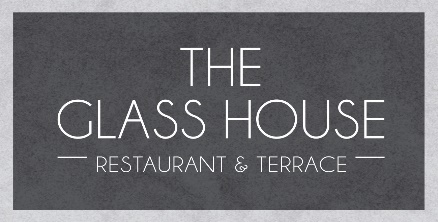 THE
GLASS HOUSE
RESTAURANT & TERRACE